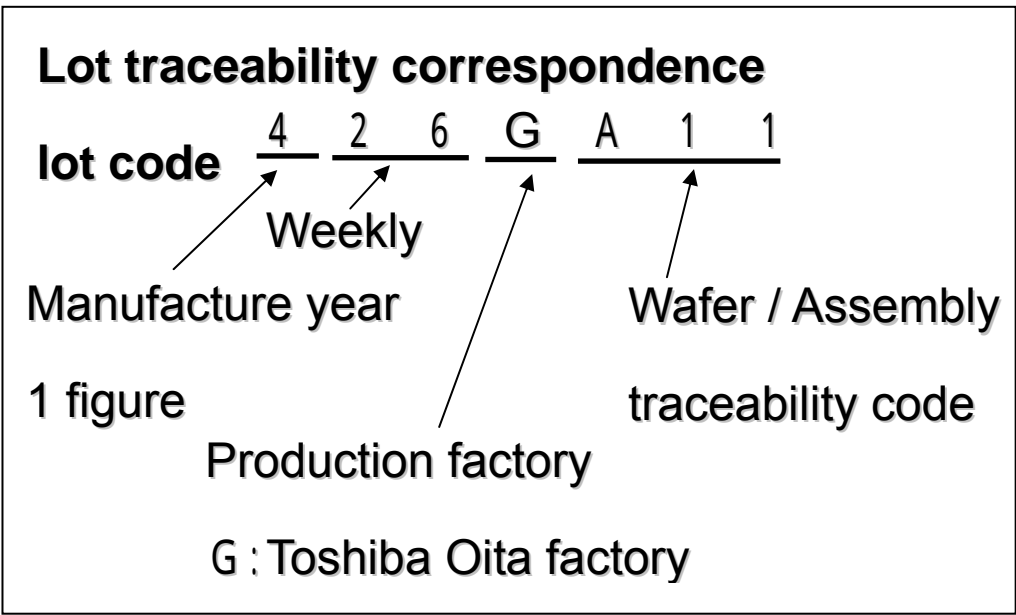 Lot traceability correspondence
lot code 4 2 6 G A 1 1
Weekly
Manufacture year
1 figure
Wafer / Assembly
traceability code
Production factory
G : Toshiba Oita factory